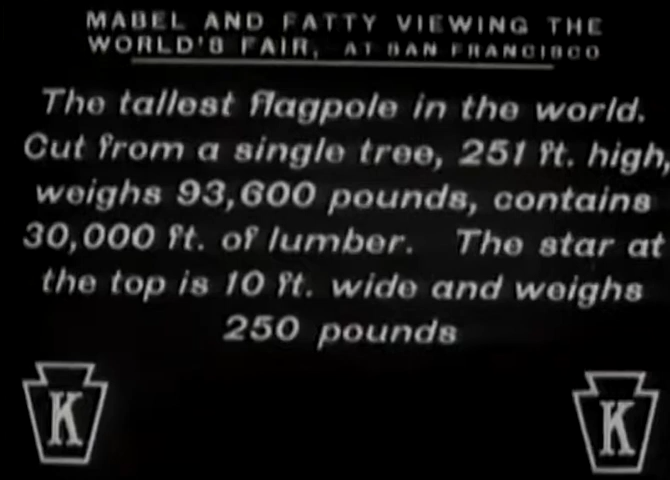 MABEL AND FATTY VIEWING THE
WORLD'S FAIR, AT SAN FRANCISCO
The tallest flagpole in the world.
Cut from a single tree, 251 ft. high,
weighs 93,600 pounds, contains
30,000 ft. of lumber. The star at
the top is 10 ft. wide and weighs
250 pounds
K K